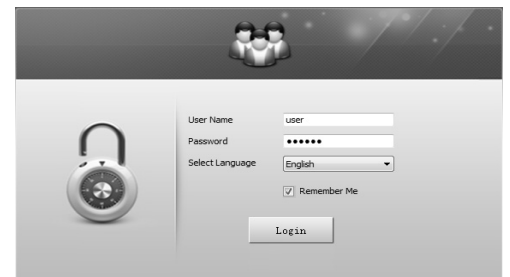 User Name user
Password ••••••
Select Language English
Remember Me
Login